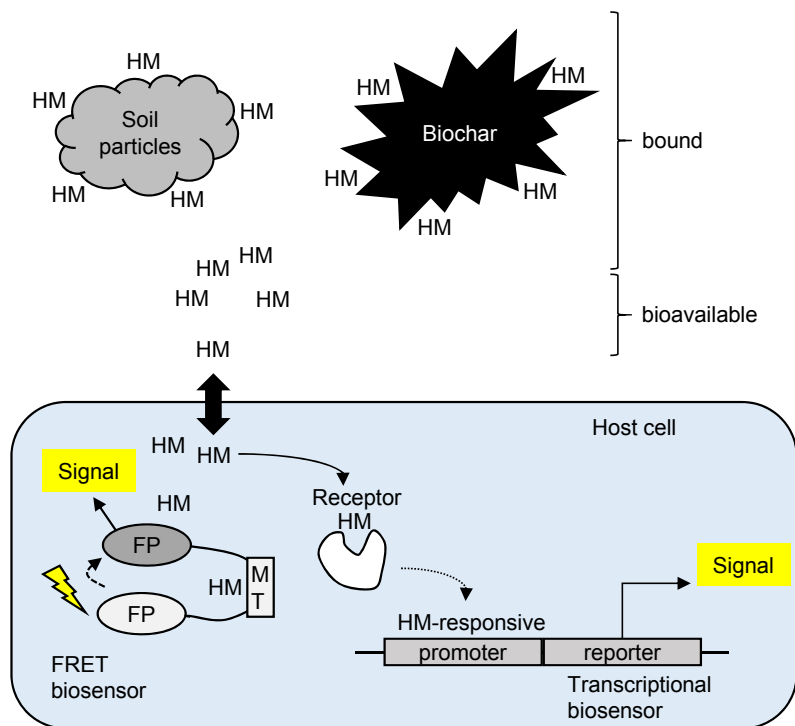 HM
HM
HM
HM
HM
Soil
particles
HM
HM
HM
HM
HM
Biochar
bound
HM
HM
HM
HM
HM
bioavailable
Host cell
HM
HM
HM
Signal
Receptor
HM
FP
FP
HM
M
T
FRET
biosensor
HM-responsive
promoter
reporter
Signal
Transcriptional
biosensor